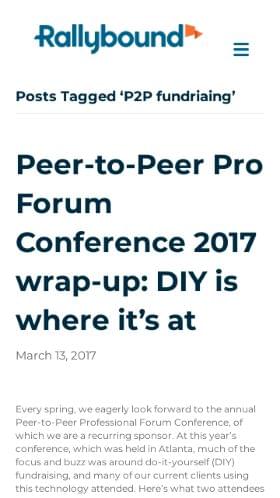 Rallybound
Posts Tagged ‘P2P fundriaing’
Peer-to-Peer Pro
Forum
Conference 2017
wrap-up: DIY is
where it’s at
March 13, 2017
Every spring, we eagerly look forward to the annual
Peer-to-Peer Professional Forum Conference, of
which we are a recurring sponsor. At this year’s
conference, which was held in Atlanta, much of the
focus and buzz was around do-it-yourself (DIY)
fundraising, and many of our current clients using
this technology attended. Here’s what two attendees